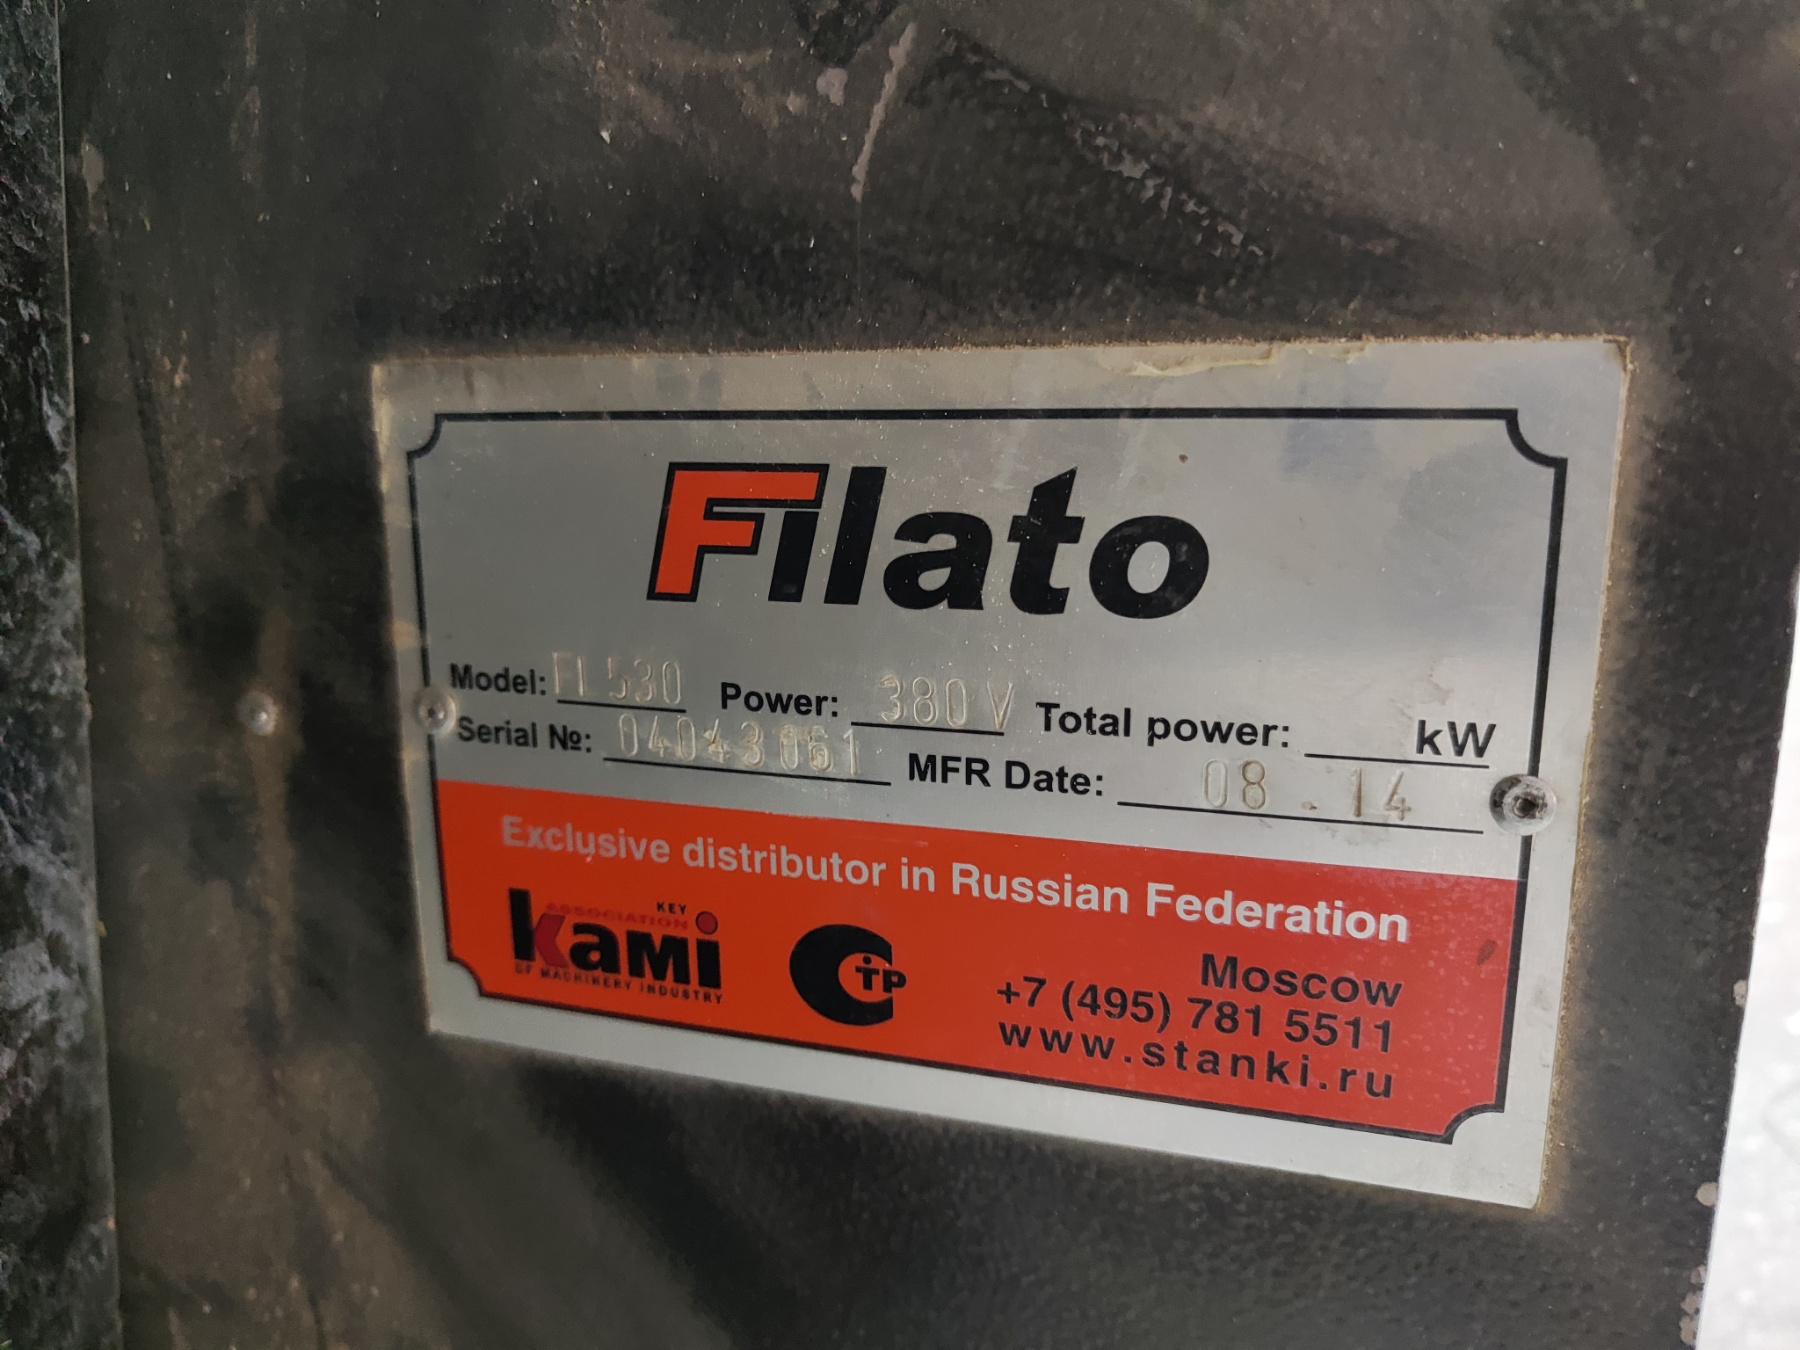 Filato
Model: FL 530 Power: 380 V Total power: kW
Serial №: 04043061 MFR Date: 08.14
Exclusive distributor in Russian Federation
KEY
ASSOCIATION
KAMI
OF MACHINERY INDUSTRY
СТР
Moscow
+7 (495) 781 5511
www.stanki.ru